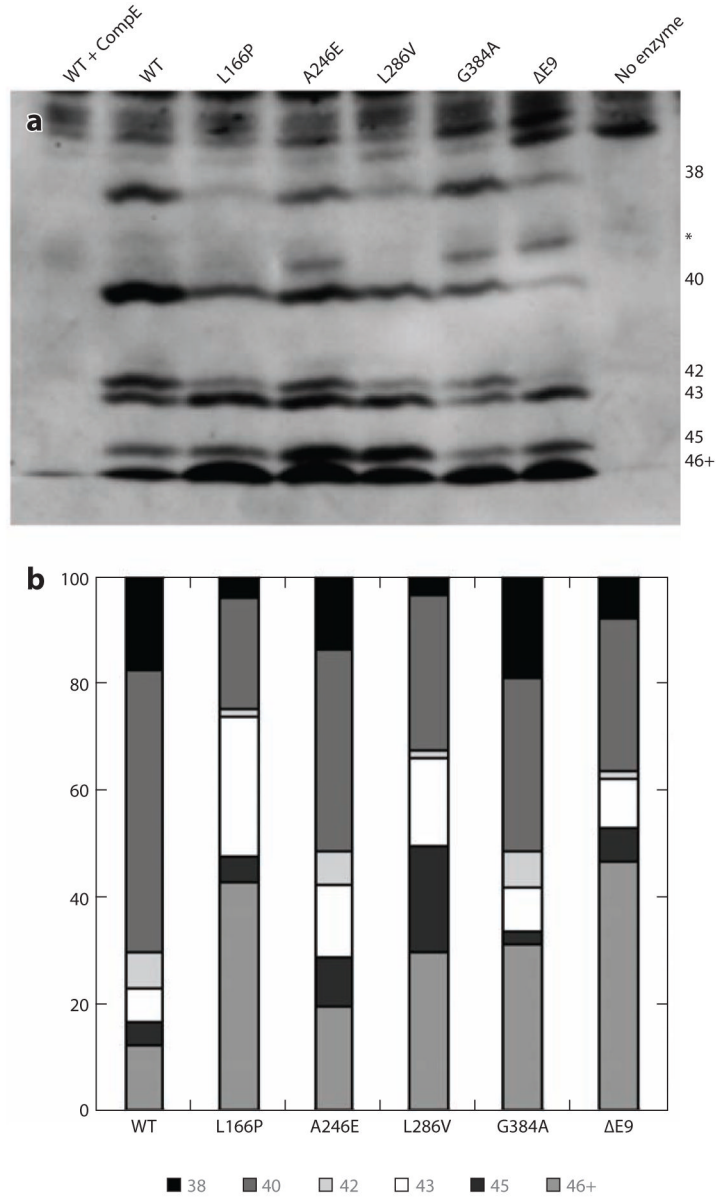 WT + CompE
WT
L166P
A246E
L286V
G384A
ΔE9
No enzyme
a
38
*
40
42
43
45
46+
b
100
80
60
40
20
0
WT L166P A246E L286V G384A ΔE9
38 40 42 43 45 46+